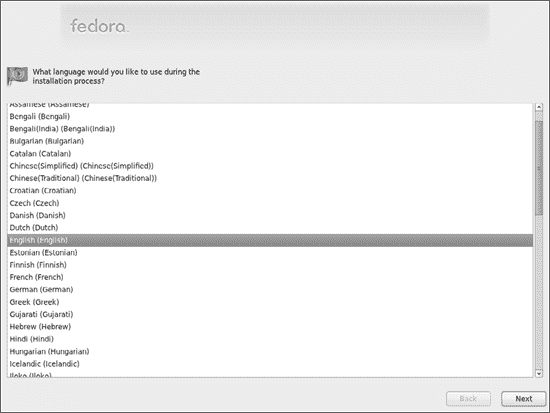 fedora
What language would you like to use during the
installation process?
Assamese (Assamese)
Bengali (Bengali)
Bengali(India) (Bengali(India))
Bulgarian (Bulgarian)
Catalan (Catalan)
Chinese(Simplified) (Chinese(Simplified))
Chinese(Traditional) (Chinese(Traditional))
Croatian (Croatian)
Czech (Czech)
Danish (Danish)
Dutch (Dutch)
English (English)
Estonian (Estonian)
Finnish (Finnish)
French (French)
German (German)
Greek (Greek)
Gujarati (Gujarati)
Hebrew (Hebrew)
Hindi (Hindi)
Hungarian (Hungarian)
Icelandic (Icelandic)
Iloko (Iloko)
Back Next